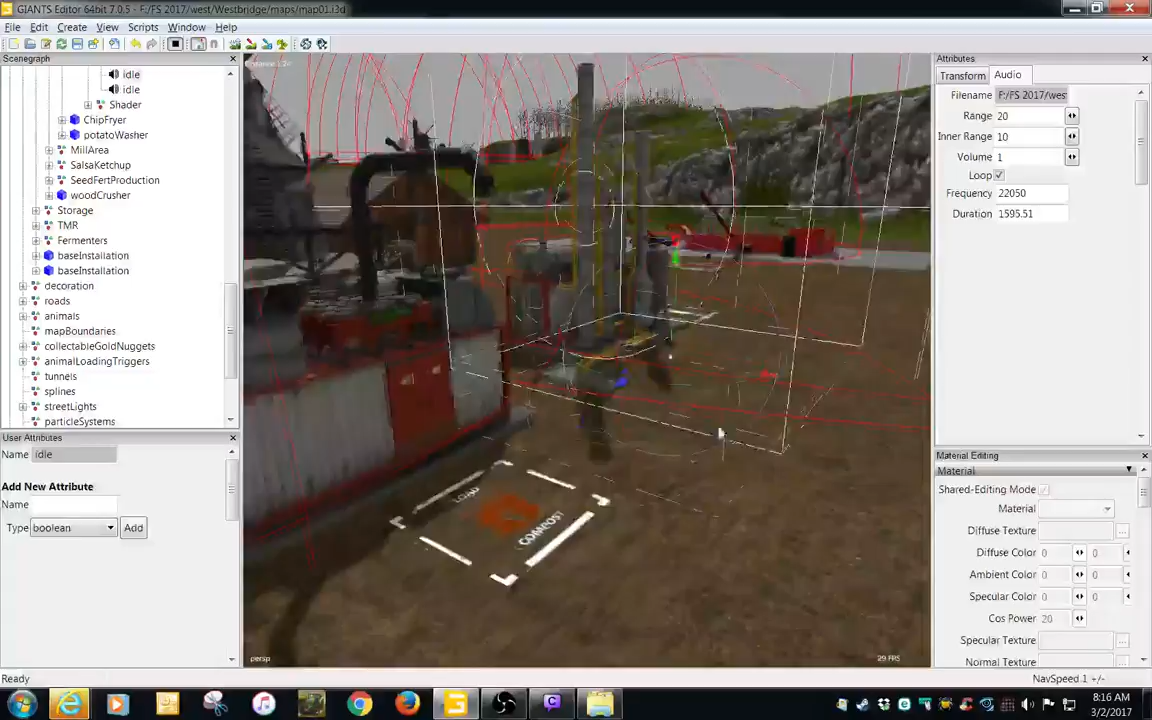 GIANTS Editor 64bit 7.0.5 - F:/FS 2017/west/Westbridge/maps/map01.i3d
File Edit Create View Scripts Window Help
Scenegraph
idle
idle
Shader
ChipFryer
potatoWasher
MillArea
SalsaKetchup
SeedFertProduction
woodCrusher
Storage
TMR
Fermenters
baseInstallation
baseInstallation
decoration
roads
animals
mapBoundaries
collectableGoldNuggets
animalLoadingTriggers
tunnels
splines
streetLights
particleSystems
User Attributes
Name idle
Add New Attribute
Name
Type boolean Add
COMPOST
persp
29 FPS
Attributes
Transform Audio
Filename F:/FS 2017/wes
Range 20
Inner Range 10
Volume 1
Loop
Frequency 22050
Duration 1595.51
Material Editing
Material
Shared-Editing Mode
Material
Diffuse Texture ...
Diffuse Color 0 0
Ambient Color 0 0
Specular Color 0 0
Cos Power 20
Specular Texture ...
Normal Texture ...
Ready
NavSpeed 1 +/-
8:16 AM
3/2/2017